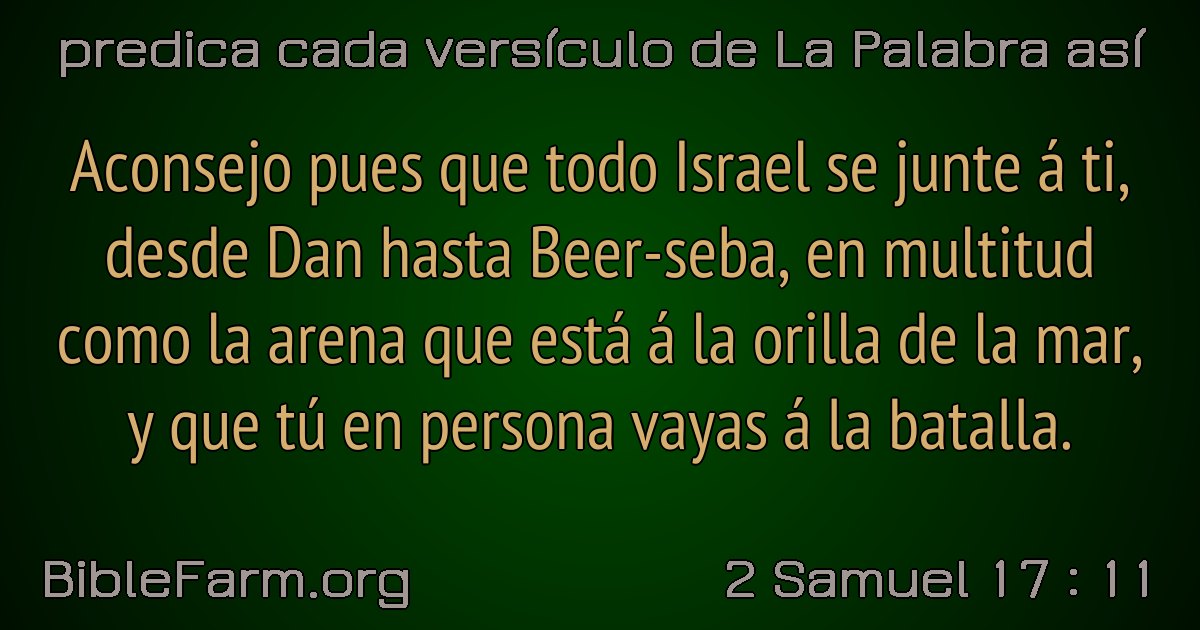 predica cada versículo de La Palabra así
Aconsejo pues que todo Israel se junte á ti,
desde Dan hasta Beer-seba, en multitud
como la arena que está á la orilla de la mar,
y que tú en persona vayas á la batalla.
BibleFarm.org
2 Samuel 17 : 11